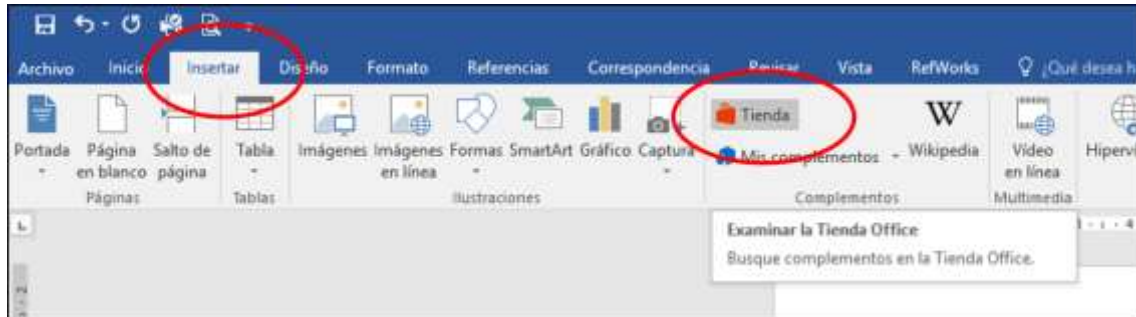 Archivo Inicio Insertar Diseño Formato Referencias Correspondencia Revisar Vista RefWorks ¿Qué desea h
Portada Página en blanco Salto de página Tabla Imágenes Imágenes en línea Formas SmartArt Gráfico Captura Tienda Mis complementos W Wikipedia Vídeo en línea Hipervi
Páginas Tablas Ilustraciones Complementos Multimedia
Examinar la Tienda Office
Busque complementos en la Tienda Office.